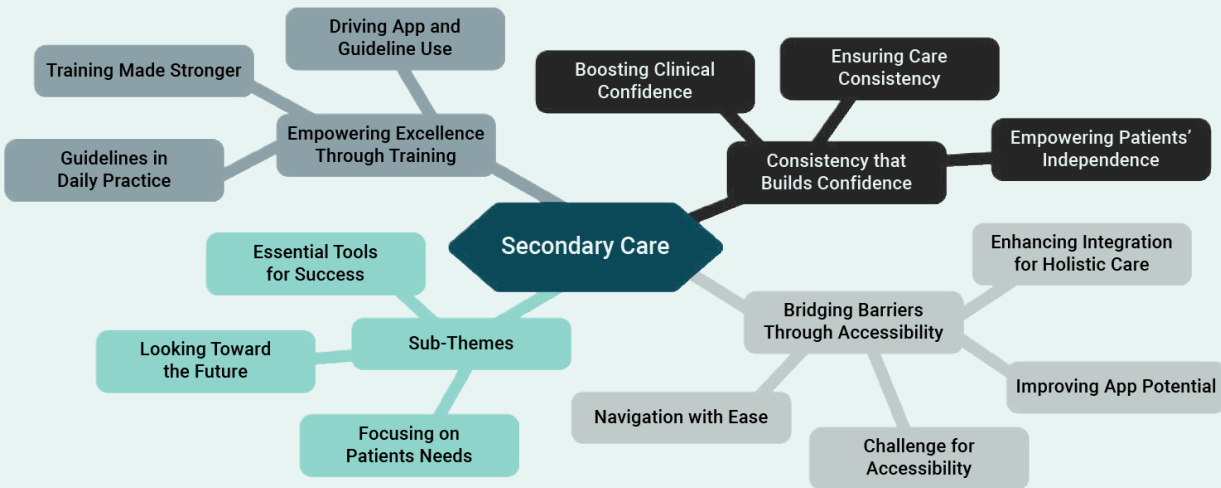 Driving App and
Guideline Use
Training Made Stronger
Empowering Excellence
Through Training
Guidelines in
Daily Practice
Boosting Clinical
Confidence
Ensuring Care
Consistency
Consistency that
Builds Confidence
Empowering Patients’
Independence
Secondary Care
Essential Tools
for Success
Sub-Themes
Looking Toward
the Future
Focusing on
Patients Needs
Enhancing Integration
for Holistic Care
Bridging Barriers
Through Accessibility
Improving App Potential
Navigation with Ease
Challenge for
Accessibility